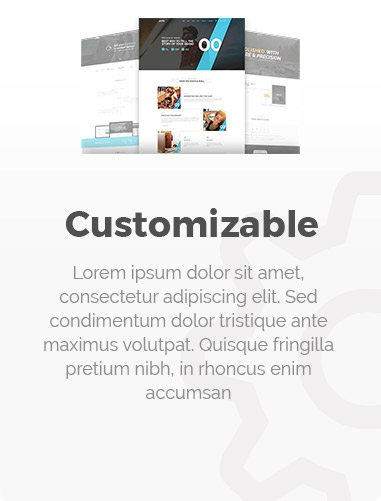 00
Customizable
Lorem ipsum dolor sit amet,
consectetur adipiscing elit. Sed
condimentum dolor tristique ante
maximus volutpat. Quisque fringilla
pretium nibh, in rhoncus enim
accumsan